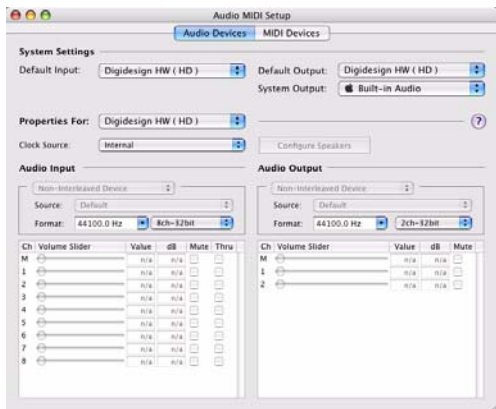 Audio MIDI Setup
Audio Devices MIDI Devices
System Settings
Default Input: Digidesign HW ( HD ) Default Output: Digidesign HW ( HD )
System Output: Built-in Audio
Properties For: Digidesign HW ( HD ) ?
Clock Source: Internal Configure Speakers
Audio Input Audio Output
Non-Interleaved Device Non-Interleaved Device
Source: Default Source: Default
Format: 44100.0 Hz 8ch-32bit Format: 44100.0 Hz 2ch-32bit
Ch Volume Slider Value dB Mute Thru Ch Volume Slider Value dB Mute
M n/a n/a M n/a n/a
1 n/a n/a 1 n/a n/a
2 n/a n/a 2 n/a n/a
3 n/a n/a
4 n/a n/a
5 n/a n/a
6 n/a n/a
7 n/a n/a
8 n/a n/a